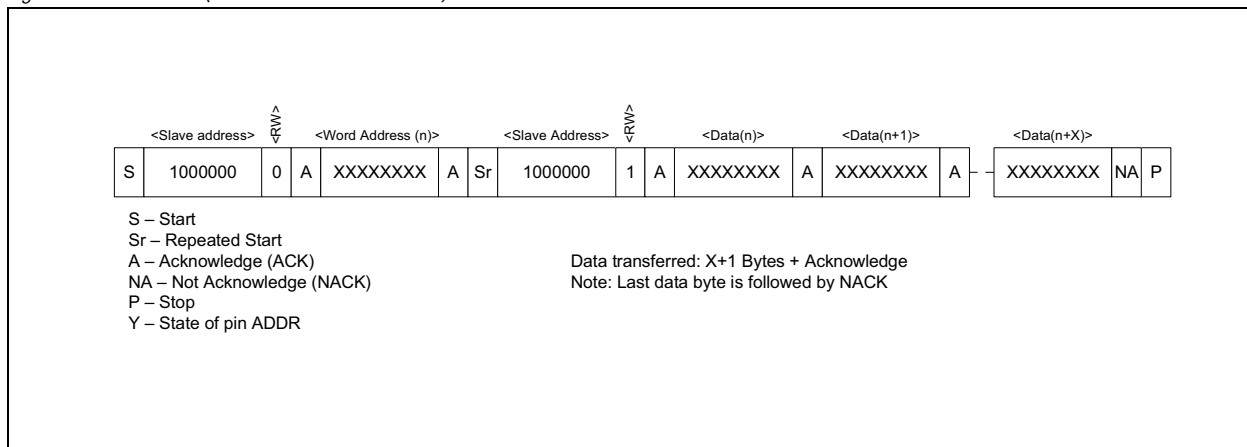 <Slave address> <RW> <Word Address (n)> <Slave Address> <RW> <Data(n)> <Data(n+1)> <Data(n+X)>
S 1000000 0 A XXXXXXXX A Sr 1000000 1 A XXXXXXXX A XXXXXXXX A XXXXXXXX NA P
S – Start
Sr – Repeated Start
A – Acknowledge (ACK)
NA – Not Acknowledge (NACK)
P – Stop
Y – State of pin ADDR
Data transferred: X+1 Bytes + Acknowledge
Note: Last data byte is followed by NACK